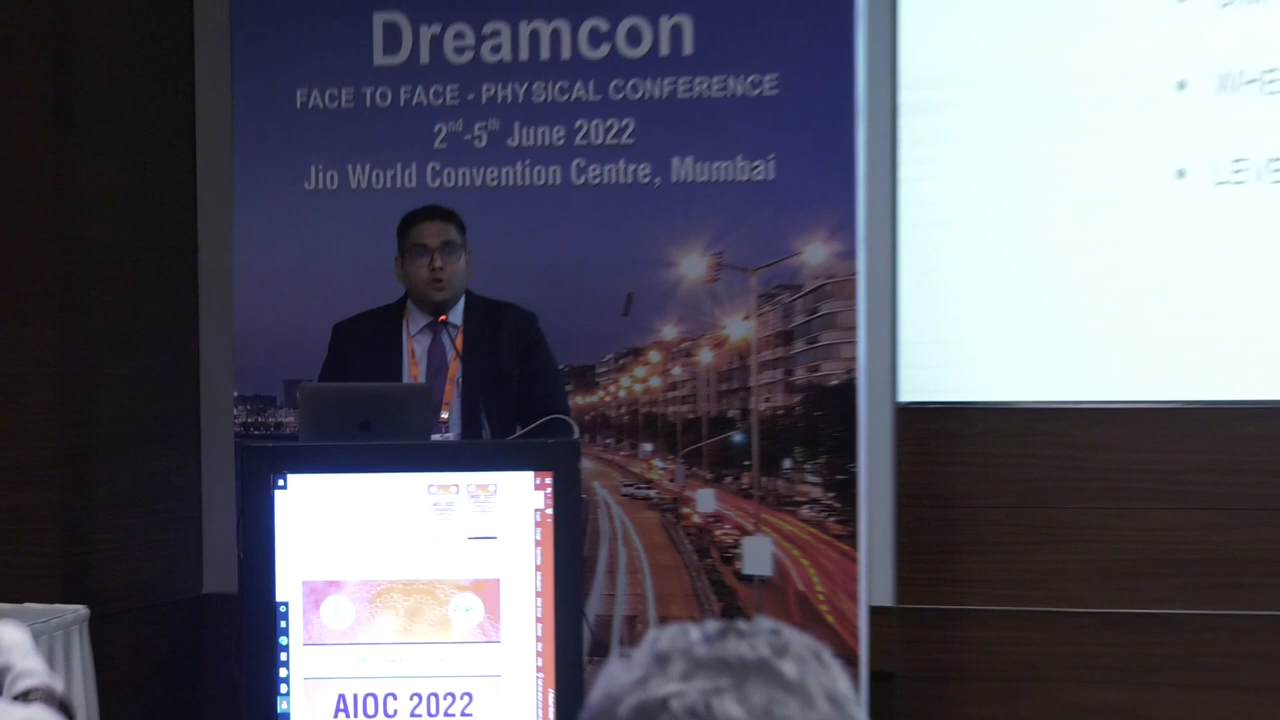 Dreamcon
FACE TO FACE - PHYSICAL CONFERENCE
2nd-5th June 2022
Jio World Convention Centre, Mumbai
AIOC 2022